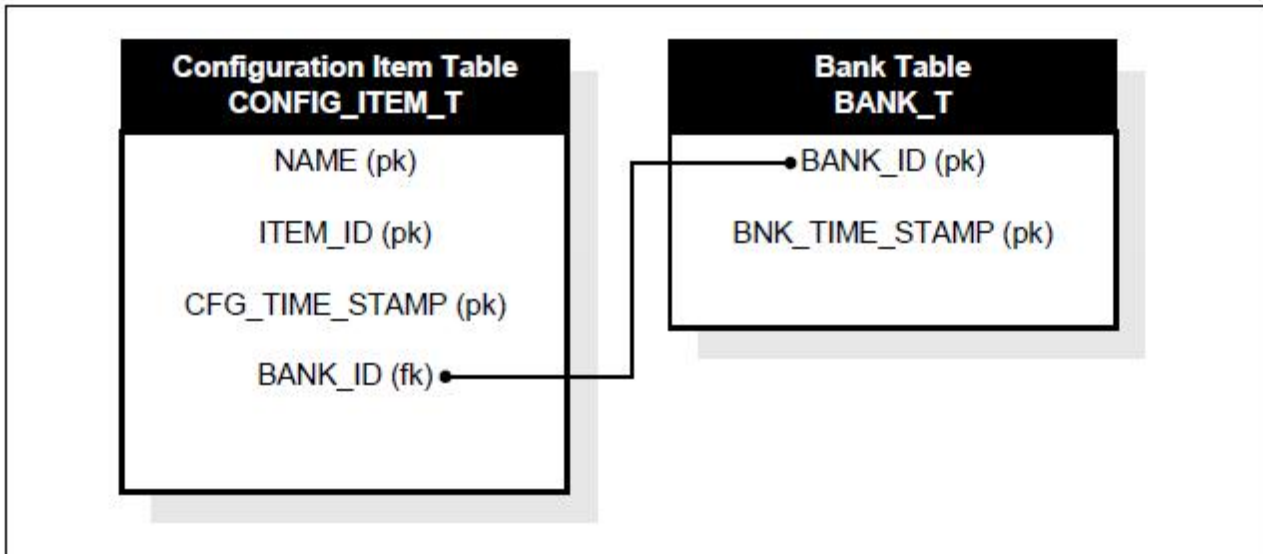 Configuration Item Table
CONFIG_ITEM_T
NAME (pk)
ITEM_ID (pk)
CFG_TIME_STAMP (pk)
BANK_ID (fk)
Bank Table
BANK_T
BANK_ID (pk)
BNK_TIME_STAMP (pk)